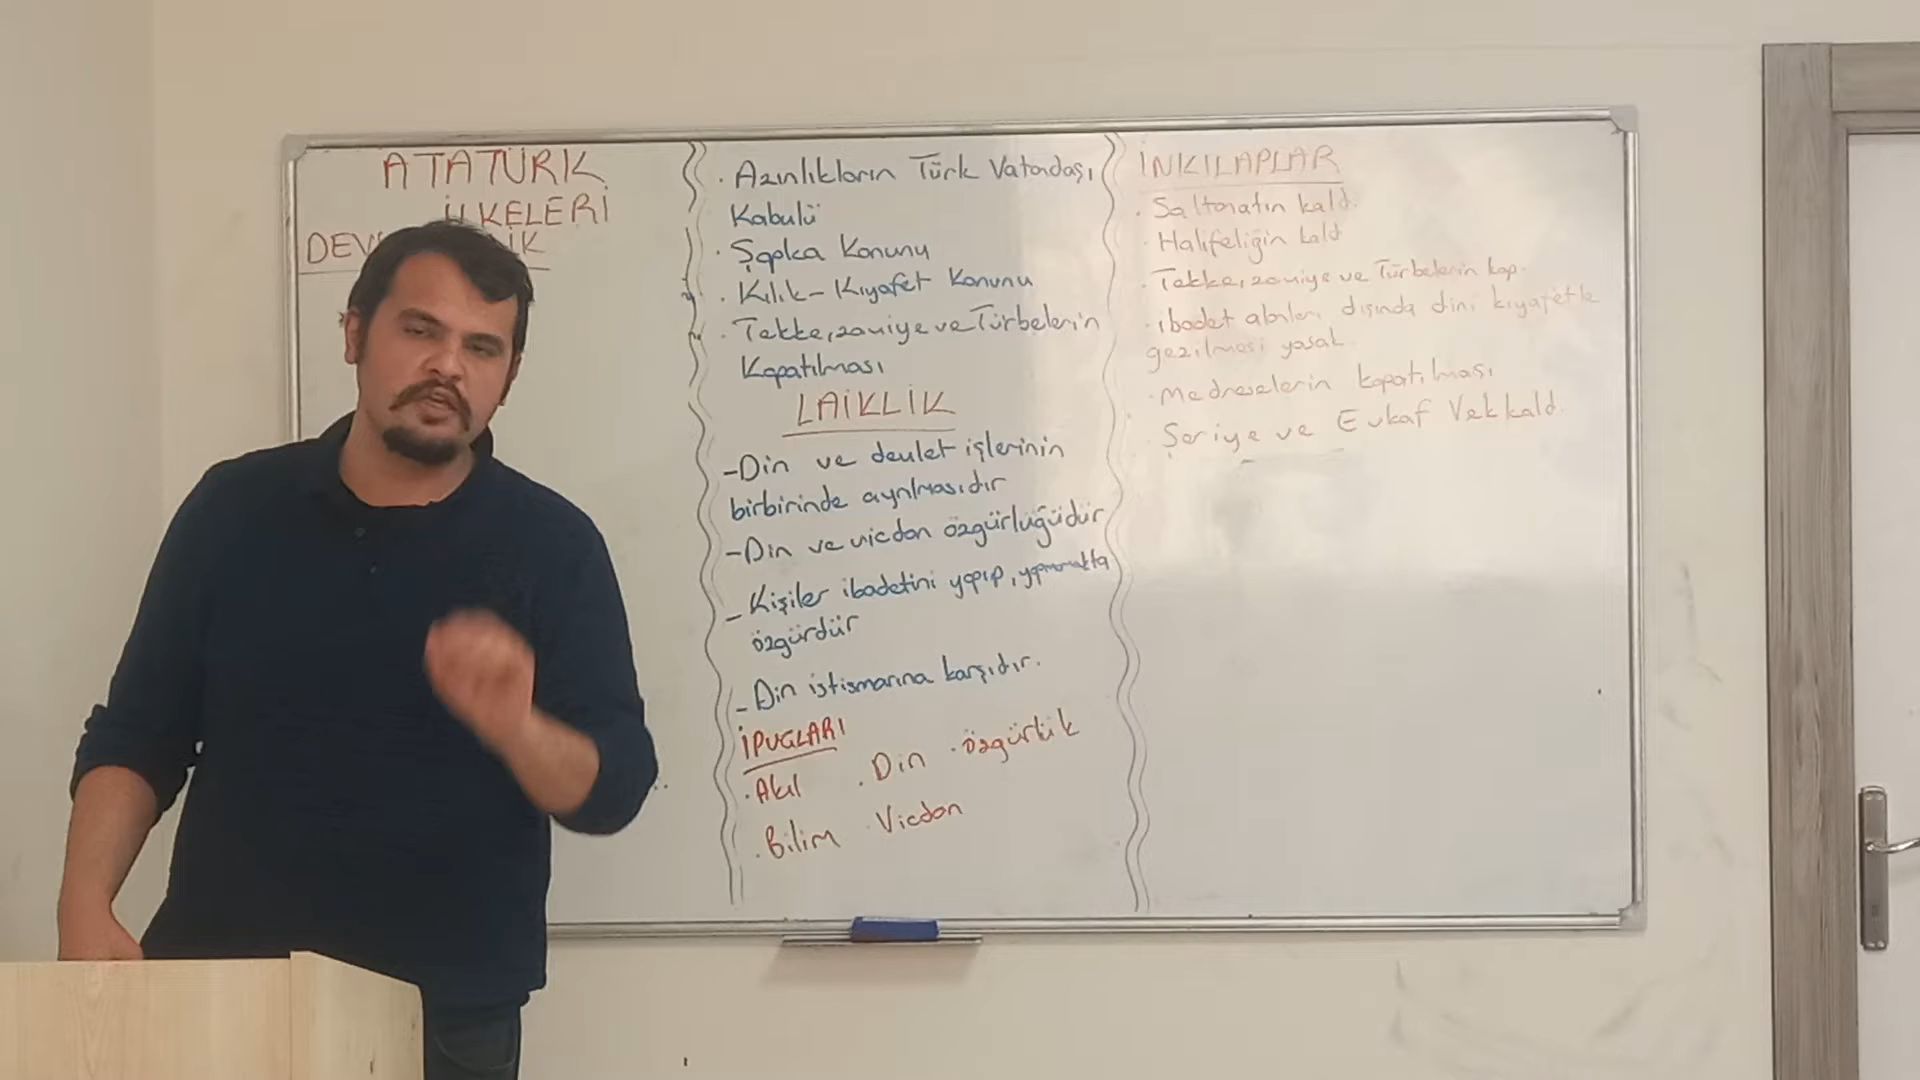 ATATÜRK
İLKELERİ
DEV
İK
. Azınlıkların Türk Vatandaşı
Kabulü
. Şapka Kanunu
. Kılık-Kıyafet Kanunu
. Tekke, zaviye ve Türbelerin
Kapatılması
LAİKLİK
-Din ve devlet işlerinin
birbirinde ayrılmasıdır
-Din ve vicdan özgürlüğüdür
- Kişiler ibadetini yapıp, yapmamakta
özgürdür
- Din istismarına karşıdır.
İPUÇLARI
. Akıl . Din . özgürlük
. Bilim . Vicdan
İNKILAPLAR
. Saltanatın kald.
. Halifeliğin kald
. Tekke, zaviye ve Türbelerin kap.
. ibadet alanları dışında dini kıyafetle
gezilmesi yasak.
. Medreselerin kapatılması
. Şeriye ve Evkaf Vek kald.